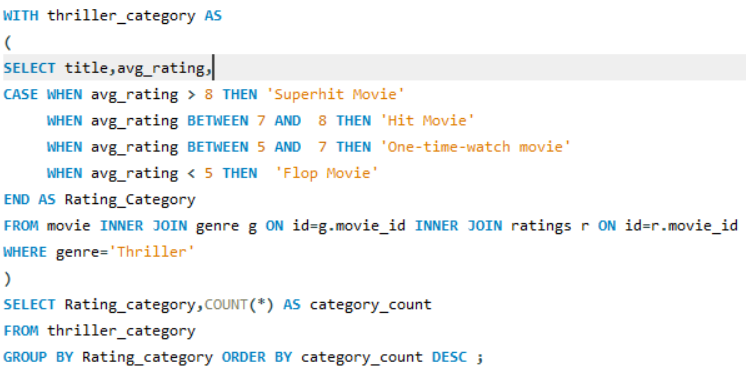 WITH thriller_category AS
(
SELECT title,avg_rating,
CASE WHEN avg_rating > 8 THEN 'Superhit Movie'
     WHEN avg_rating BETWEEN 7 AND  8 THEN 'Hit Movie'
     WHEN avg_rating BETWEEN 5 AND  7 THEN 'One-time-watch movie'
     WHEN avg_rating < 5 THEN  'Flop Movie'
END AS Rating_Category
FROM movie INNER JOIN genre g ON id=g.movie_id INNER JOIN ratings r ON id=r.movie_id
WHERE genre='Thriller'
)
SELECT Rating_category,COUNT(*) AS category_count
FROM thriller_category
GROUP BY Rating_category ORDER BY category_count DESC ;